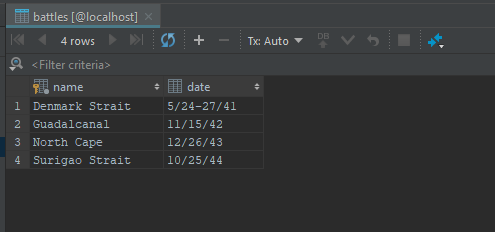 battles [@localhost]
4 rows Tx: Auto DB
<Filter criteria>
name date
1 Denmark Strait 5/24-27/41
2 Guadalcanal 11/15/42
3 North Cape 12/26/43
4 Surigao Strait 10/25/44